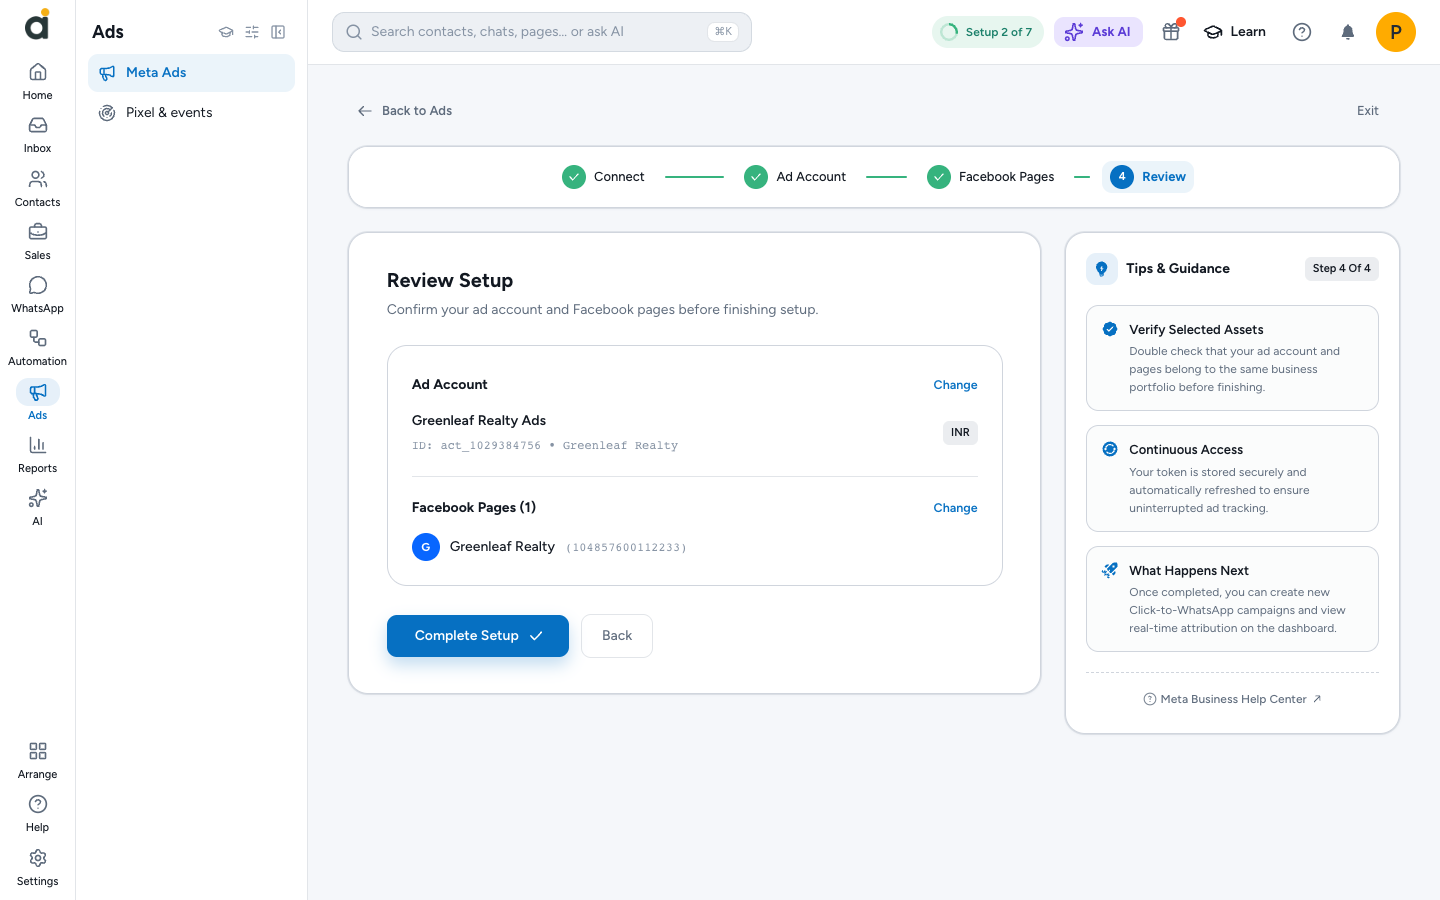 Ads
Search contacts, chats, pages... or ask AI
⌘K
Setup 2 of 7
Ask AI
Learn
P
Home
Inbox
Contacts
Sales
WhatsApp
Automation
Ads
Reports
AI
Arrange
Help
Settings
Meta Ads
Pixel & events
Back to Ads
Exit
Connect
Ad Account
Facebook Pages
4 Review
Review Setup
Confirm your ad account and Facebook pages before finishing setup.
Ad Account
Change
Greenleaf Realty Ads
ID: act_1029384756 • Greenleaf Realty
INR
Facebook Pages (1)
Change
G Greenleaf Realty (104857600112233)
Complete Setup
Back
Tips & Guidance
Step 4 Of 4
Verify Selected Assets
Double check that your ad account and
pages belong to the same business
portfolio before finishing.
Continuous Access
Your token is stored securely and
automatically refreshed to ensure
uninterrupted ad tracking.
What Happens Next
Once completed, you can create new
Click-to-WhatsApp campaigns and view
real-time attribution on the dashboard.
Meta Business Help Center ↗